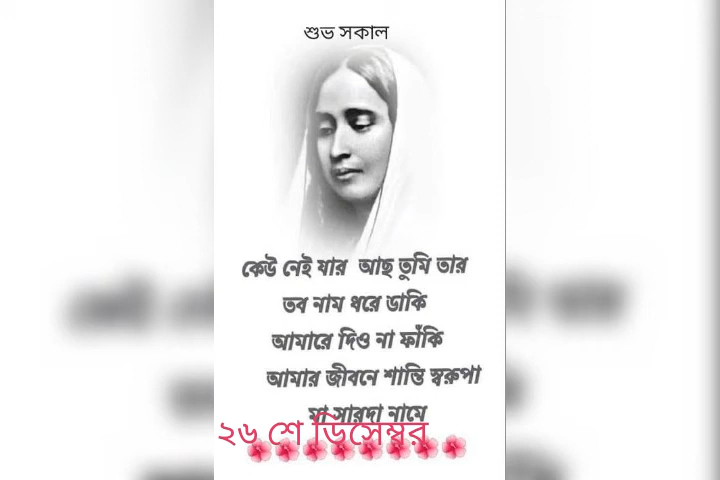 শুভ সকাল
কেউ নেই যার আছ তুমি তার
তব নাম ধরে ডাকি
আমারে দিও না ফাঁকি
আমার জীবনে শান্তি স্বরুপা
মা সারদা নামে
২৬ শে ডিসেম্বর